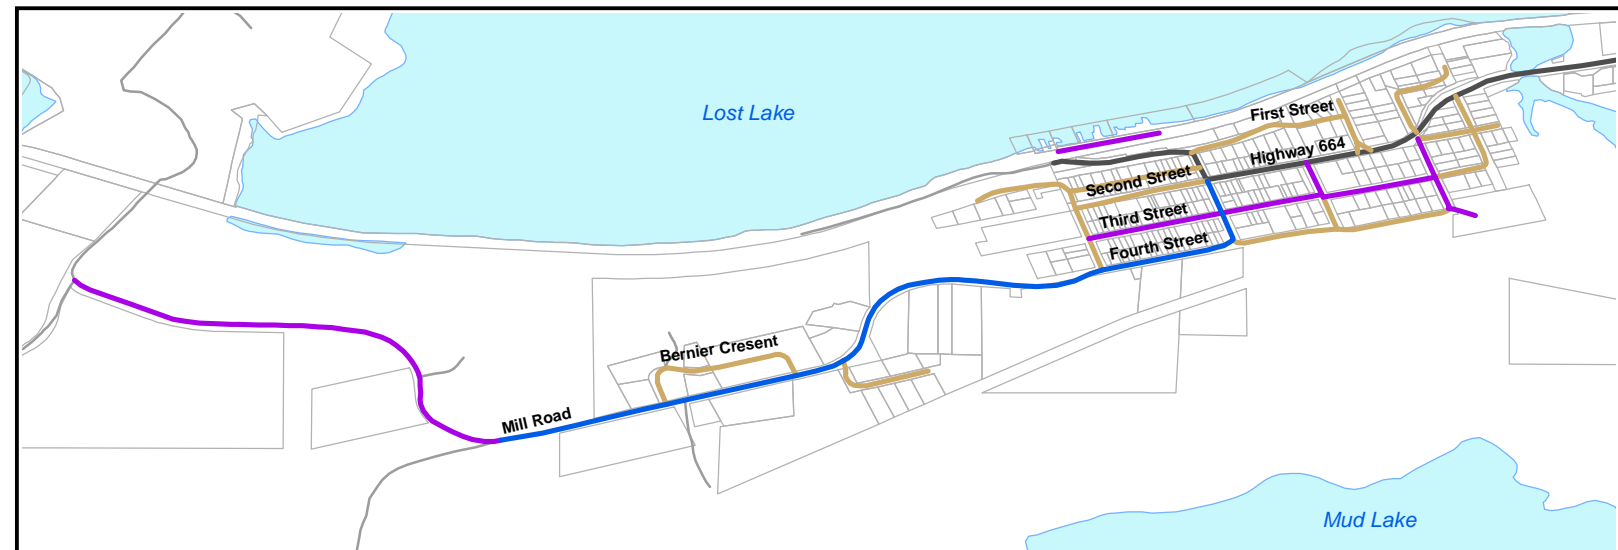 Lost Lake
First Street
Highway 664
Second Street
Third Street
Fourth Street
Bernier Cresent
Mill Road
Mud Lake